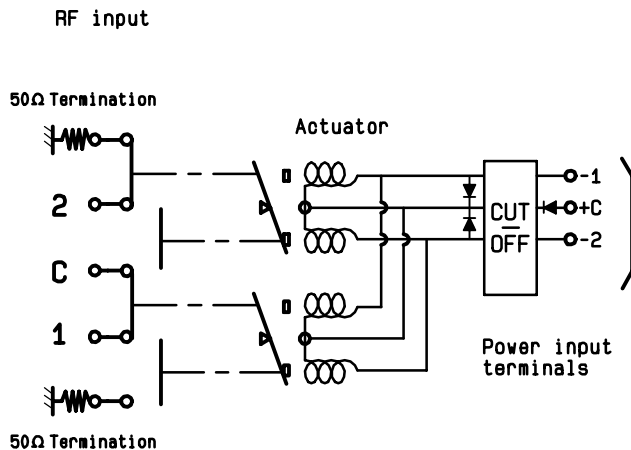 RF input
50Ω Termination
Actuator
2
C
1
50Ω Termination
CUT
OFF
-1
+C
-2
Power input
terminals